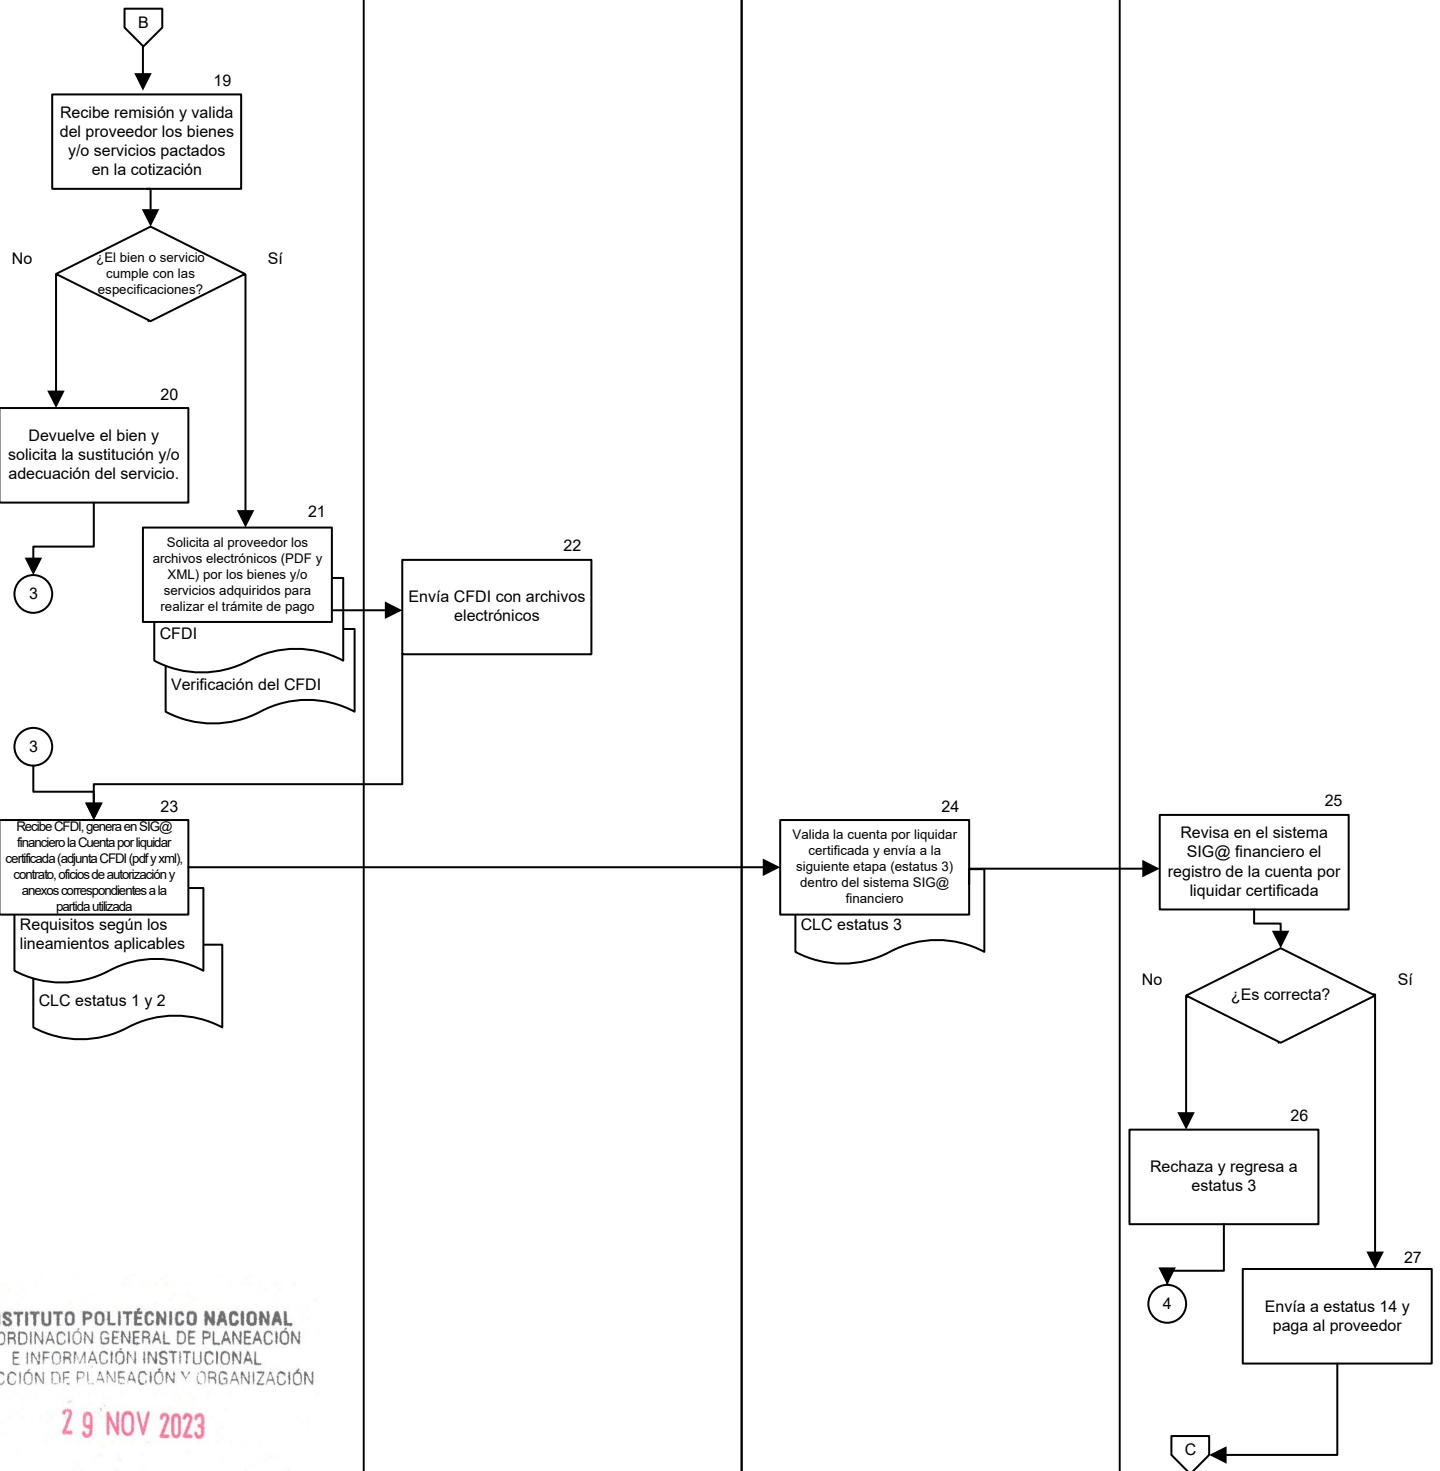 B
19
Recibe remisión y valida
del proveedor los bienes
y/o servicios pactados
en la cotización
No
¿El bien o servicio
cumple con las
especificaciones?
Sí
20
Devuelve el bien y
solicita la sustitución y/o
adecuación del servicio.
3
21
Solicita al proveedor los
archivos electrónicos (PDF y
XML) por los bienes y/o
servicios adquiridos para
realizar el trámite de pago
CFDI
Verificación del CFDI
22
Envía CFDI con archivos
electrónicos
3
23
Recibe CFDI, genera en SIG@
financiero la Cuenta por liquidar
certificada (adjunta CFDI (pdf y xml),
contrato, oficios de autorización y
anexos correspondientes a la
partida utilizada
Requisitos según los
lineamientos aplicables
CLC estatus 1 y 2
24
Valida la cuenta por liquidar
certificada y envía a la
siguiente etapa (estatus 3)
dentro del sistema SIG@
financiero
CLC estatus 3
25
Revisa en el sistema
SIG@ financiero el
registro de la cuenta por
liquidar certificada
No
¿Es correcta?
Sí
26
Rechaza y regresa a
estatus 3
4
27
Envía a estatus 14 y
paga al proveedor
C
STITUTO POLITÉCNICO NACIONAL
ORDINACIÓN GENERAL DE PLANEACIÓN
E INFORMACIÓN INSTITUCIONAL
CCIÓN DE PLANEACIÓN Y ORGANIZACIÓN
29 NOV 2023